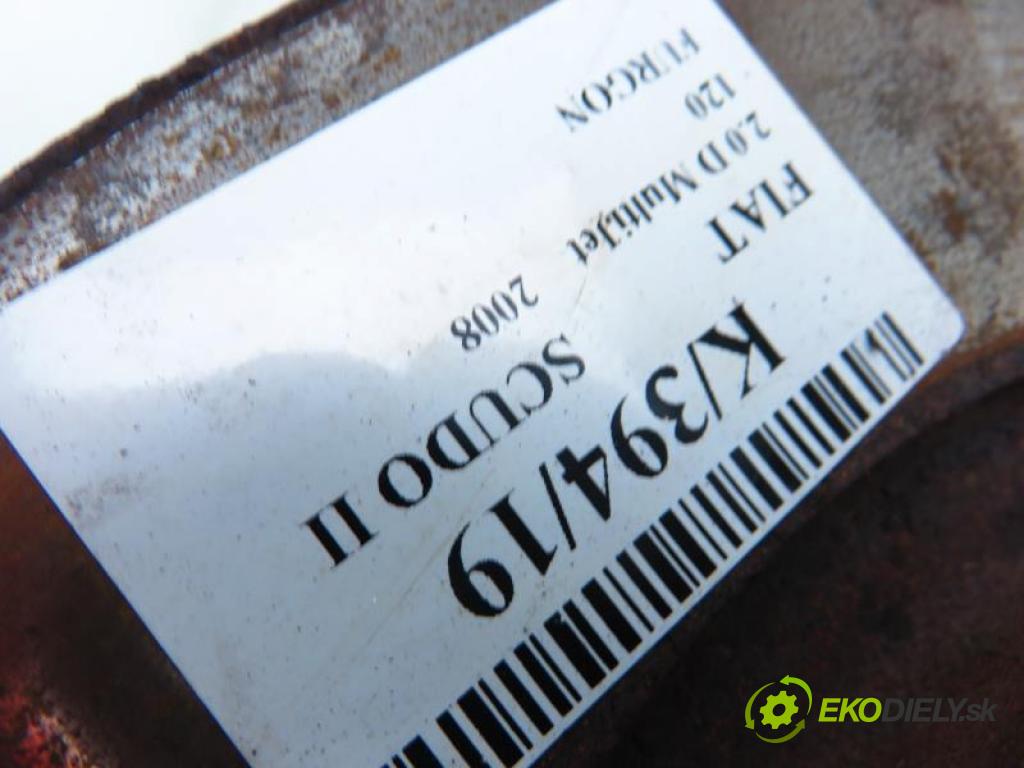 K/394/19
FIAT SCUDO II
2.0 D MultiJet 2008
120
FURGON
EKODIELY.sk